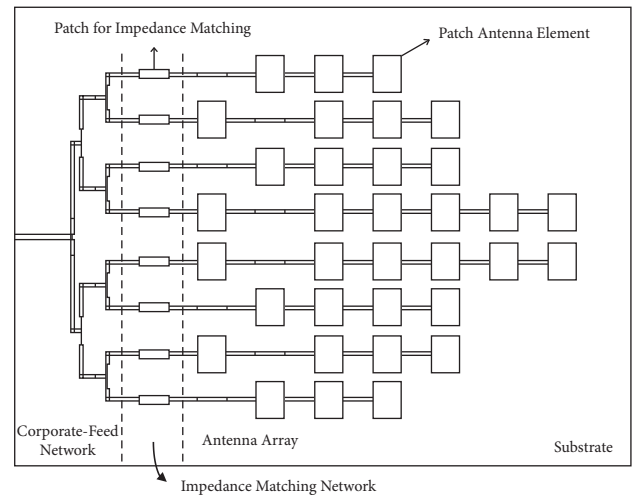 Patch for Impedance Matching
Patch Antenna Element
Corporate-Feed
Network
Antenna Array
Substrate
Impedance Matching Network